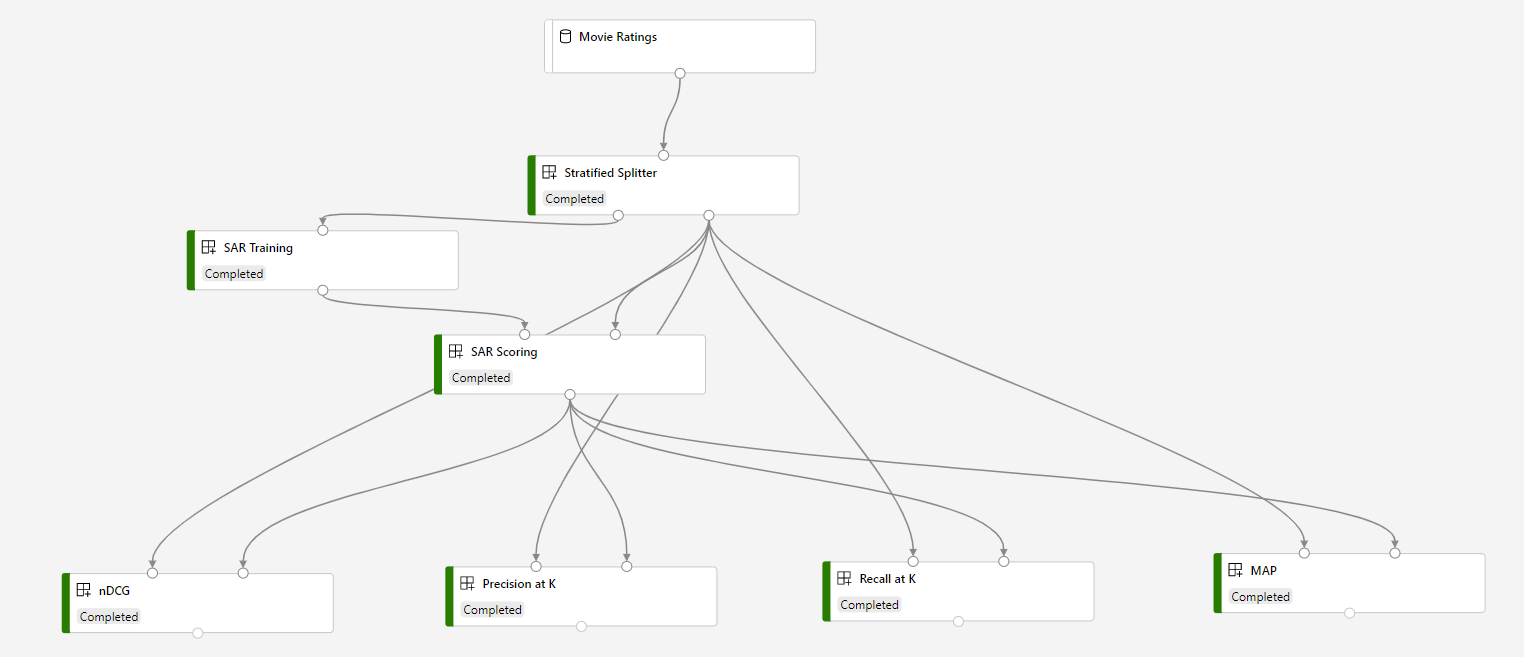 Movie Ratings
Stratified Splitter
Completed
SAR Training
Completed
SAR Scoring
Completed
nDCG
Completed
Precision at K
Completed
Recall at K
Completed
MAP
Completed